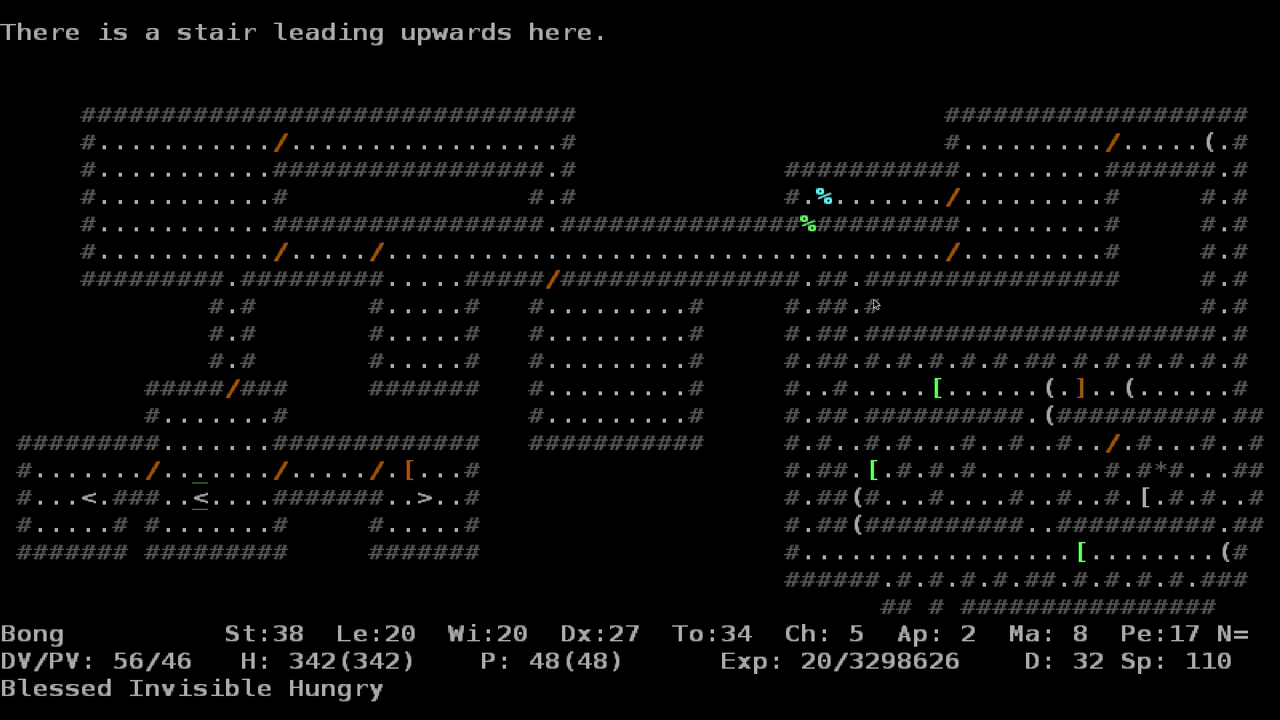 There is a stair leading upwards here.
Bong St:38 Le:20 Wi:20 Dx:27 To:34 Ch: 5 Ap: 2 Ma: 8 Pe:17 N=
DV/PV: 56/46 H: 342(342) P: 48(48) Exp: 20/3298626 D: 32 Sp: 110
Blessed Invisible Hungry